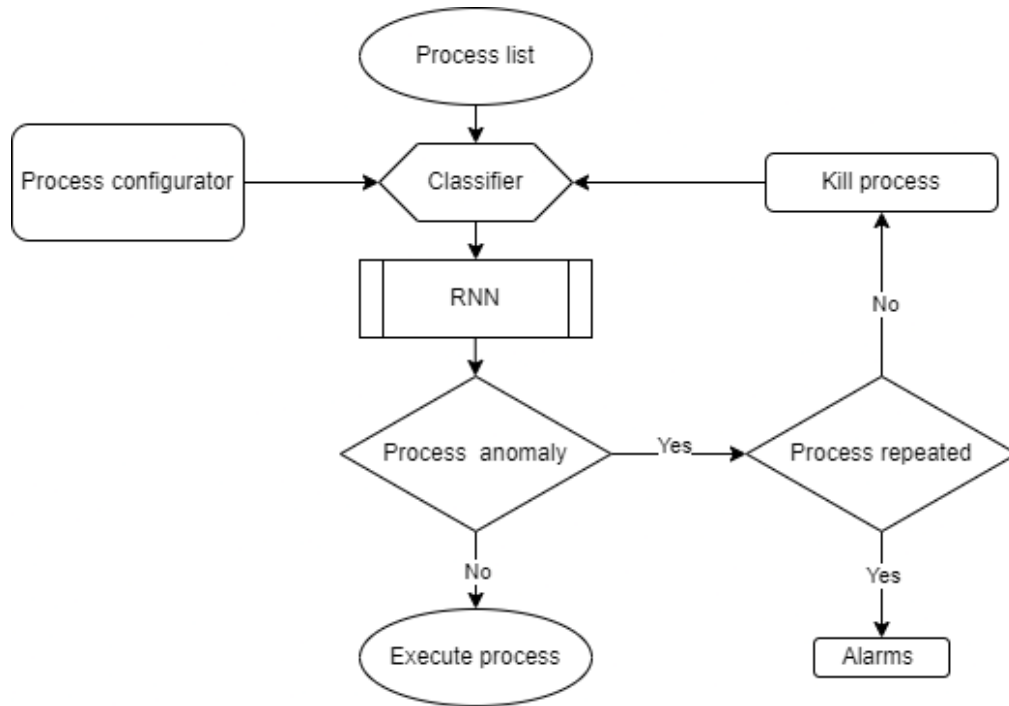 Process list
Process configurator
Classifier
Kill process
RNN
No
Process  anomaly
Yes
Process repeated
No
Yes
Execute process
Alarms